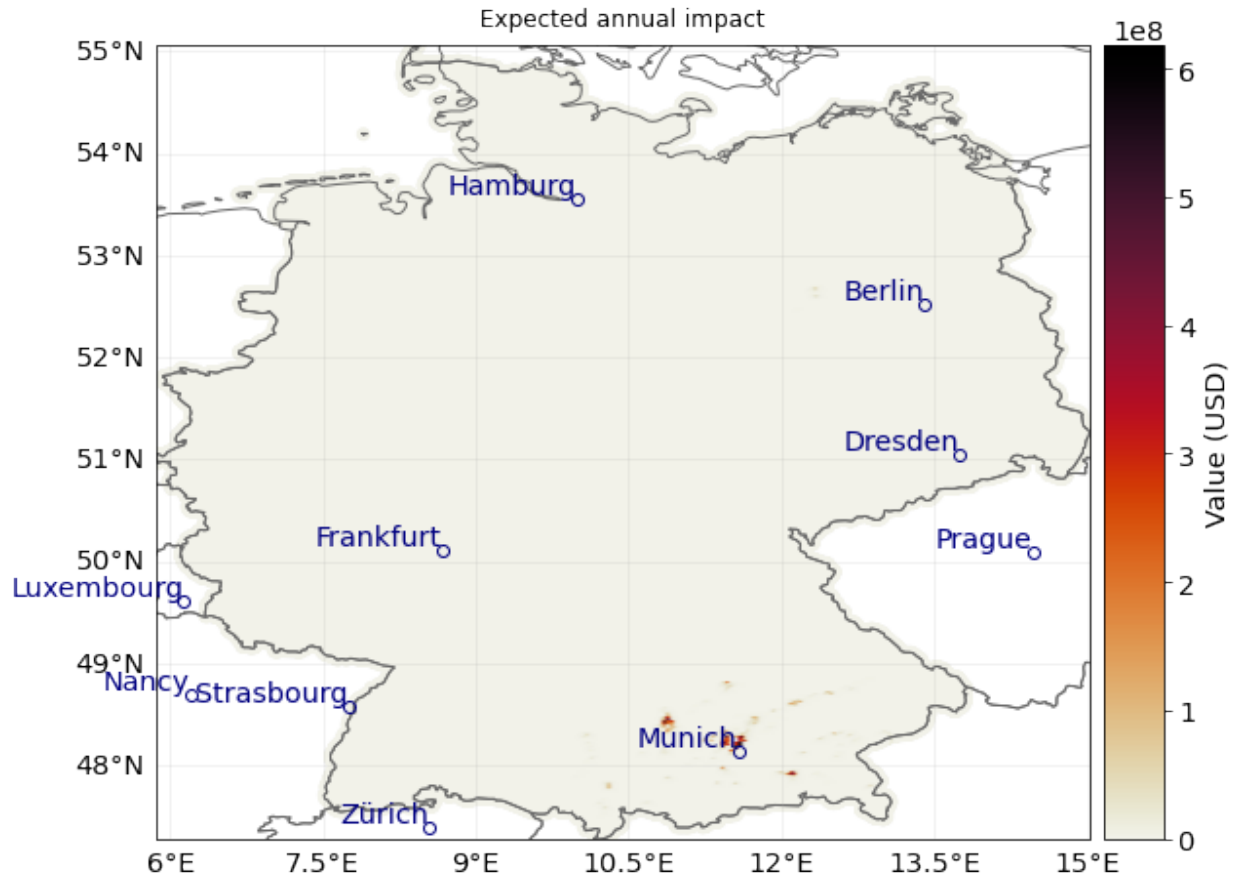 Expected annual impact
1e8
55°N
54°N
53°N
52°N
51°N
50°N
49°N
48°N
Hamburg
Berlin
Dresden
Frankfurt
Prague
Luxembourg
Nancy
Strasbourg
Munich
Zürich
6°E
7.5°E
9°E
10.5°E
12°E
13.5°E
15°E
6
5
4
3
2
1
0
Value (USD)